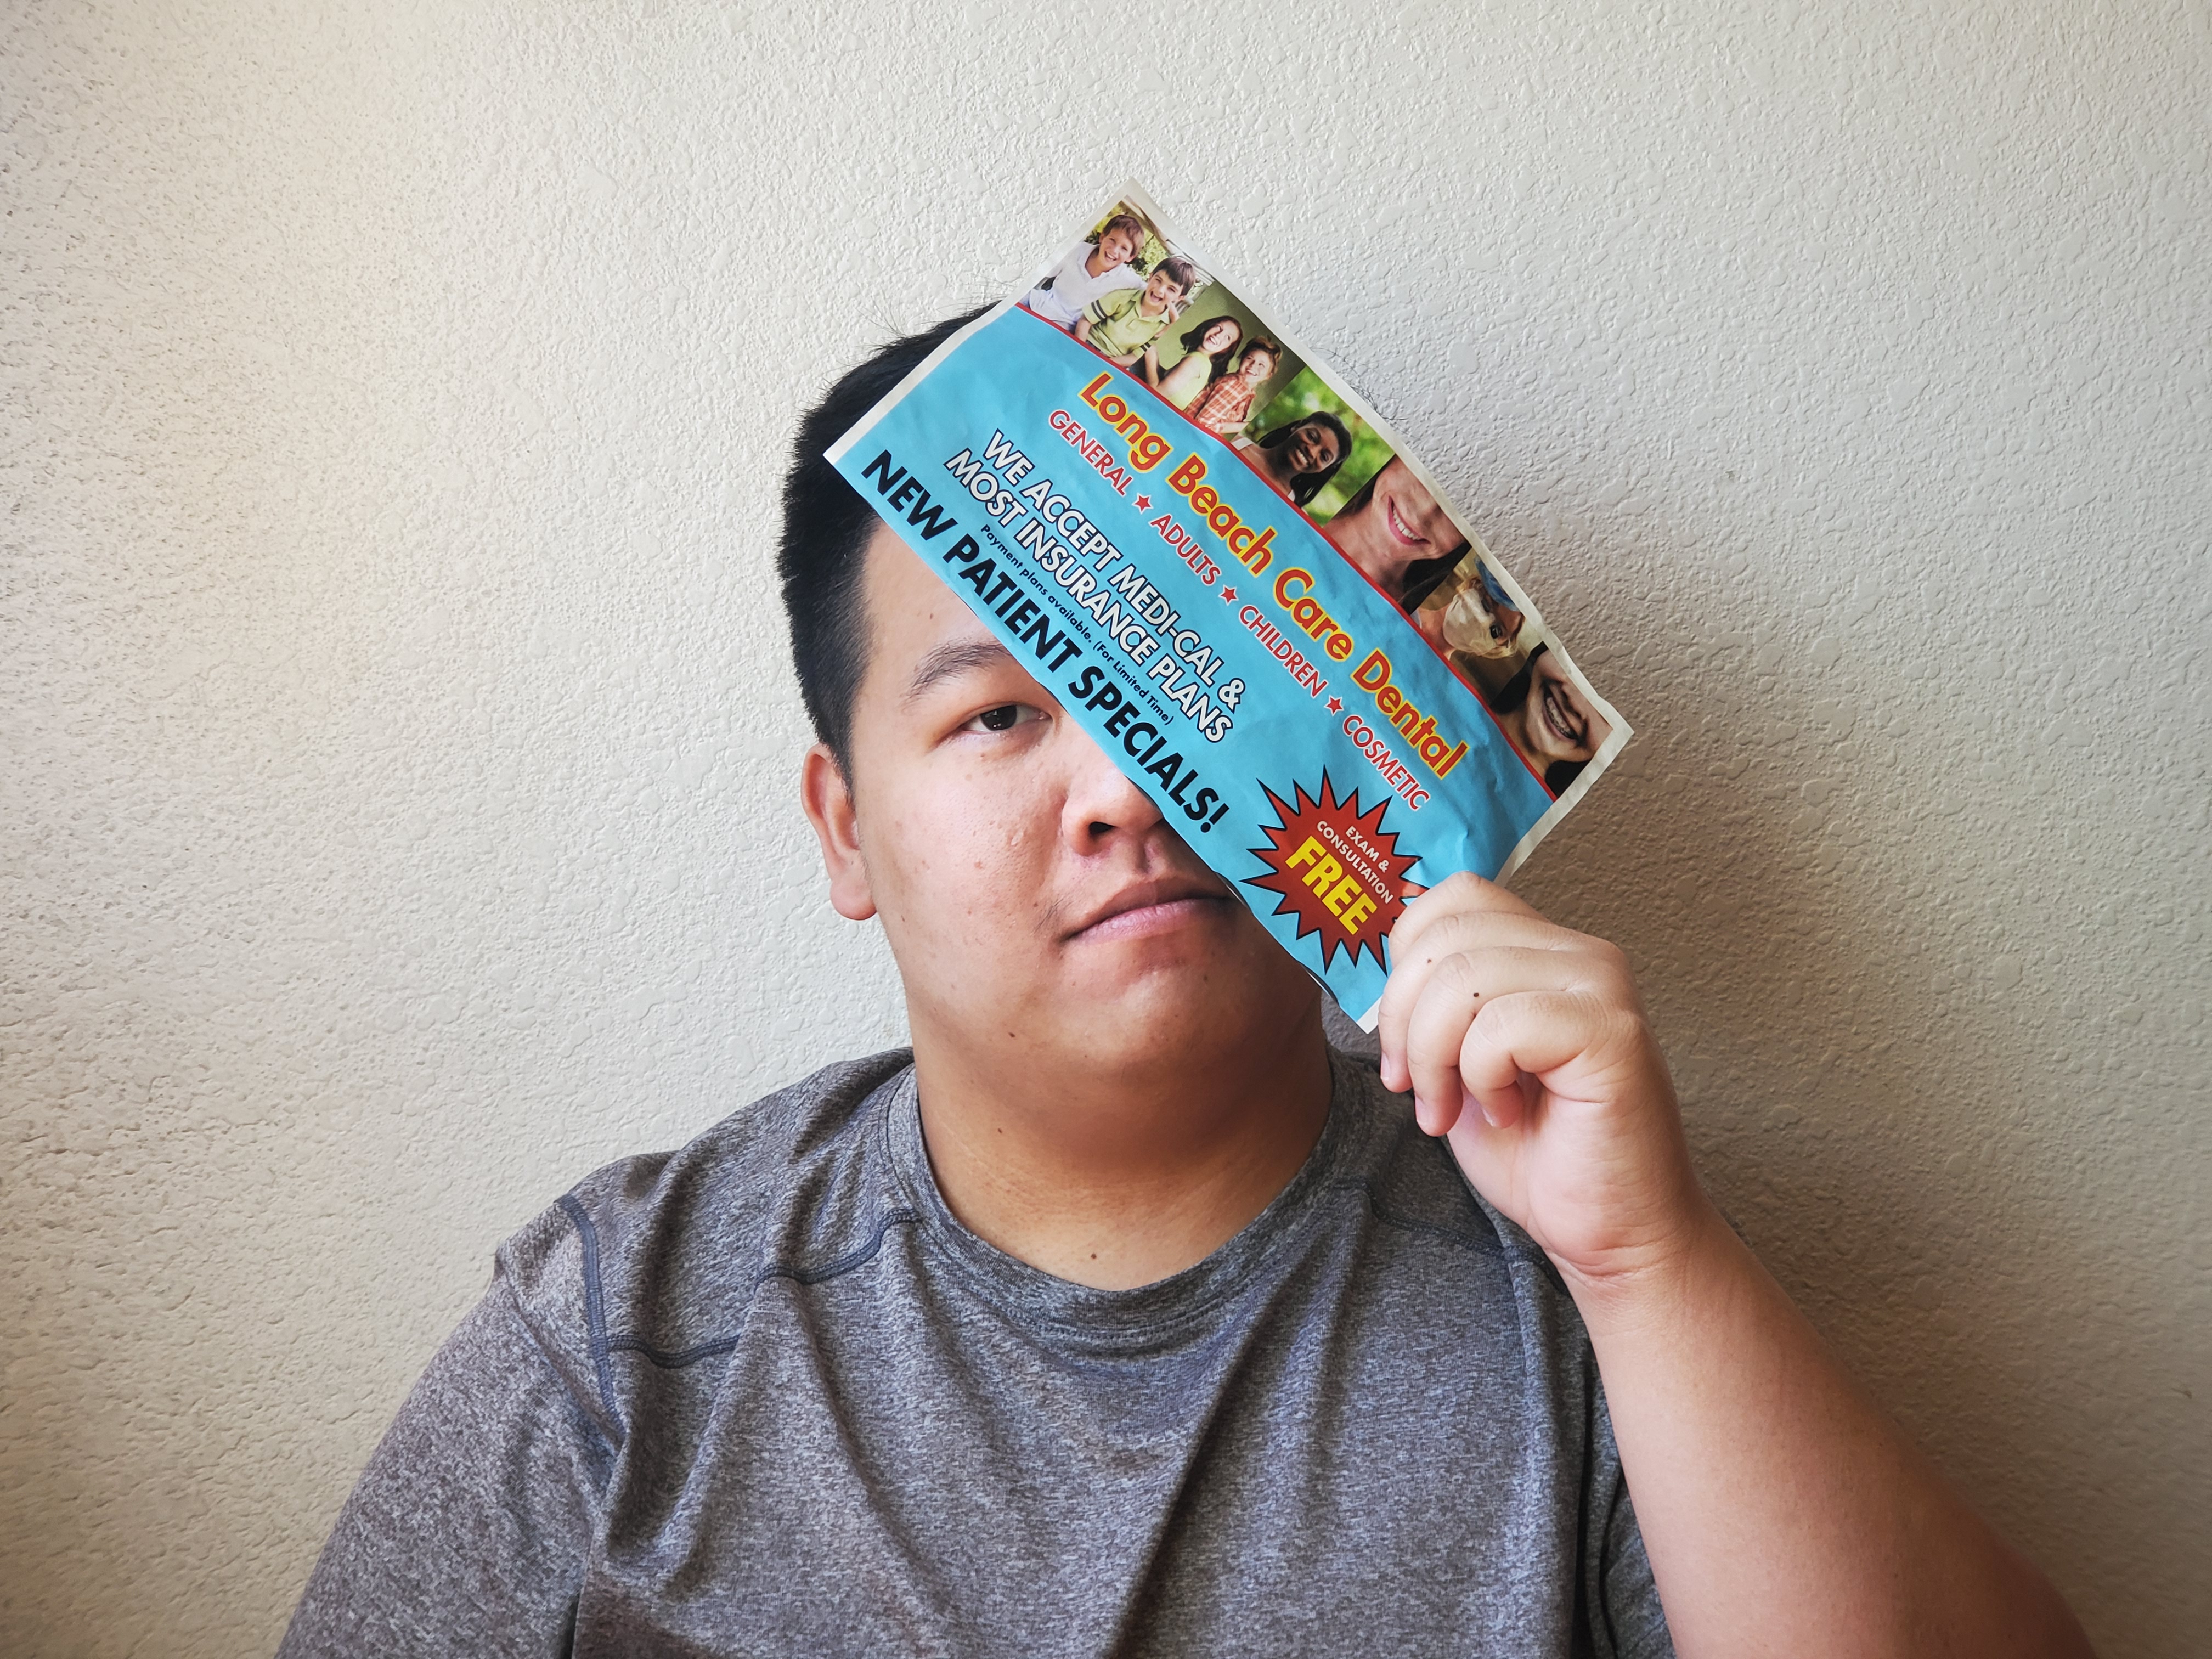 Long Beach Care Dental
GENERAL ★ ADULTS ★ CHILDREN ★ COSMETIC
WE ACCEPT MEDI-CAL &
MOST INSURANCE PLANS
Payment plans available. (For Limited Time)
NEW PATIENT SPECIALS!
EXAM &
CONSULTATION
FREE